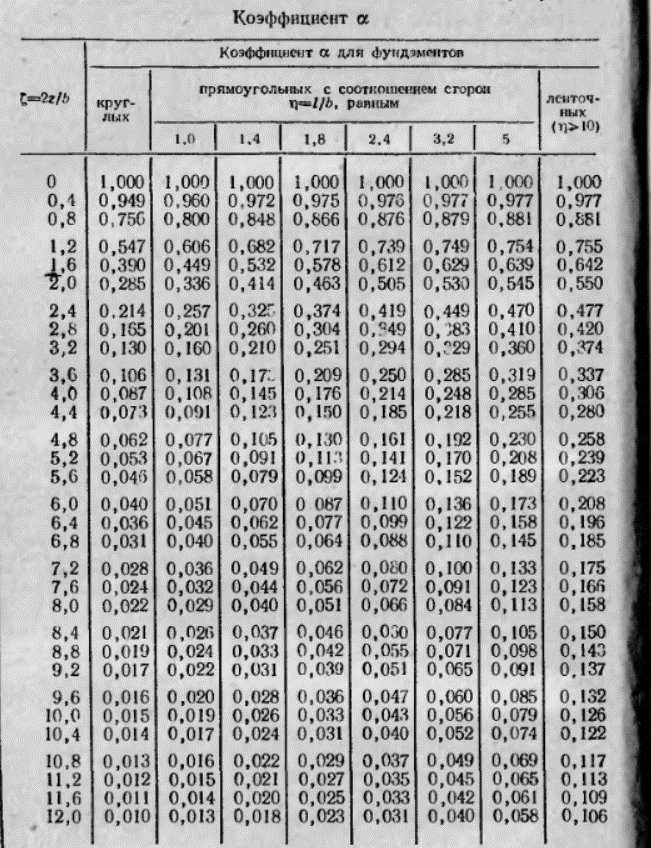 Коэффициент α
Коэффициент α для фундаментов
ζ=2z/b
круг-
лых
прямоугольных с соотношением сторон
η=l/b, равным
ленточ-
ных
(η>10)
1,0 1,4 1,8 2,4 3,2 5
0 1,000 1,000 1,000 1,000 1,000 1,000 1,000 1,000
0,4 0,949 0,960 0,972 0,975 0,976 0,977 0,977 0,977
0,8 0,756 0,800 0,848 0,866 0,876 0,879 0,881 0,881
1,2 0,547 0,606 0,682 0,717 0,739 0,749 0,754 0,755
1,6 0,390 0,449 0,532 0,578 0,612 0,629 0,639 0,642
2,0 0,285 0,336 0,414 0,463 0,505 0,530 0,545 0,550
2,4 0,214 0,257 0,325 0,374 0,419 0,449 0,470 0,477
2,8 0,165 0,201 0,260 0,304 0,349 0,383 0,410 0,420
3,2 0,130 0,160 0,210 0,251 0,294 0,329 0,360 0,374
3,6 0,106 0,131 0,209 0,250 0,285 0,319 0,337
4,0 0,087 0,108 0,145 0,176 0,214 0,248 0,285 0,306
4,4 0,073 0,091 0,123 0,150 0,185 0,218 0,255 0,280
4,8 0,062 0,077 0,105 0,130 0,161 0,192 0,230 0,258
5,2 0,053 0,067 0,091 0,113 0,141 0,170 0,208 0,239
5,6 0,046 0,058 0,079 0,099 0,124 0,152 0,189 0,223
6,0 0,040 0,051 0,070 0 087 0,110 0,136 0,173 0,208
6,4 0,036 0,045 0,062 0,077 0,099 0,122 0,158 0,196
6,8 0,031 0,040 0,055 0,064 0,088 0,110 0,145 0,185
7,2 0,028 0,036 0,049 0,062 0,080 0,100 0,133 0,175
7,6 0,024 0,032 0,044 0,056 0,072 0,091 0,123 0,166
8,0 0,022 0,029 0,040 0,051 0,066 0,084 0,113 0,158
8,4 0,021 0,026 0,037 0,046 0,077 0,105 0,150
8,8 0,019 0,024 0,033 0,042 0,055 0,071 0,098 0,143
9,2 0,017 0,022 0,031 0,039 0,051 0,065 0,091 0,137
9,6 0,016 0,020 0,028 0,036 0,047 0,060 0,085 0,132
10,0 0,015 0,019 0,026 0,033 0,043 0,056 0,079 0,126
10,4 0,014 0,017 0,024 0,031 0,040 0,052 0,074 0,122
10,8 0,013 0,016 0,022 0,029 0,037 0,049 0,069 0,117
11,2 0,012 0,015 0,021 0,027 0,035 0,045 0,065 0,113
11,6 0,011 0,014 0,020 0,025 0,033 0,042 0,061 0,109
12,0 0,010 0,013 0,018 0,023 0,031 0,040 0,058 0,106